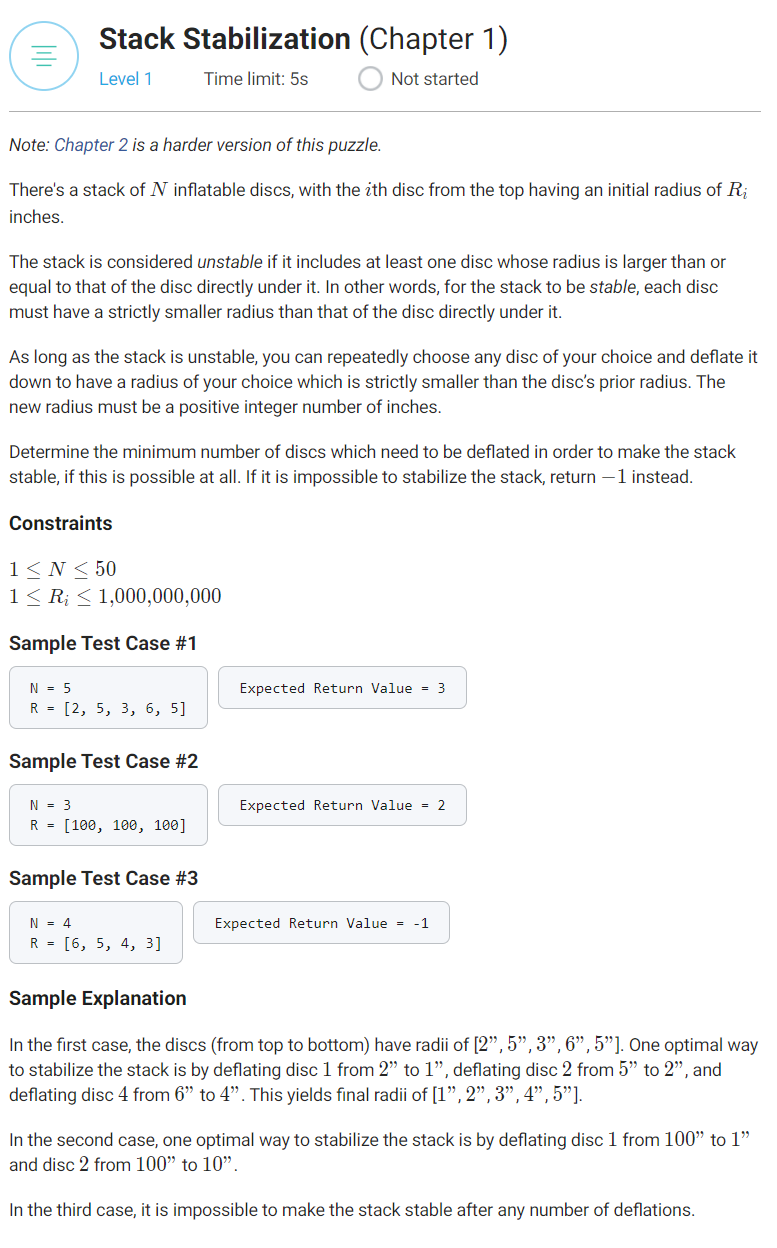 Stack Stabilization (Chapter 1)
Level 1 Time limit: 5s Not started
Note: Chapter 2 is a harder version of this puzzle.
There's a stack of N inflatable discs, with the ith disc from the top having an initial radius of Rᵢ
inches.
The stack is considered unstable if it includes at least one disc whose radius is larger than or
equal to that of the disc directly under it. In other words, for the stack to be stable, each disc
must have a strictly smaller radius than that of the disc directly under it.
As long as the stack is unstable, you can repeatedly choose any disc of your choice and deflate it
down to have a radius of your choice which is strictly smaller than the disc's prior radius. The
new radius must be a positive integer number of inches.
Determine the minimum number of discs which need to be deflated in order to make the stack
stable, if this is possible at all. If it is impossible to stabilize the stack, return −1 instead.
Constraints
1 ≤ N ≤ 50
1 ≤ Rᵢ ≤ 1,000,000,000
Sample Test Case #1
N = 5
R = [2, 5, 3, 6, 5]
Expected Return Value = 3
Sample Test Case #2
N = 3
R = [100, 100, 100]
Expected Return Value = 2
Sample Test Case #3
N = 4
R = [6, 5, 4, 3]
Expected Return Value = -1
Sample Explanation
In the first case, the discs (from top to bottom) have radii of [2”, 5”, 3”, 6”, 5”]. One optimal way
to stabilize the stack is by deflating disc 1 from 2” to 1”, deflating disc 2 from 5” to 2”, and
deflating disc 4 from 6” to 4”. This yields final radii of [1”, 2”, 3”, 4”, 5”].
In the second case, one optimal way to stabilize the stack is by deflating disc 1 from 100” to 1”
and disc 2 from 100” to 10”.
In the third case, it is impossible to make the stack stable after any number of deflations.